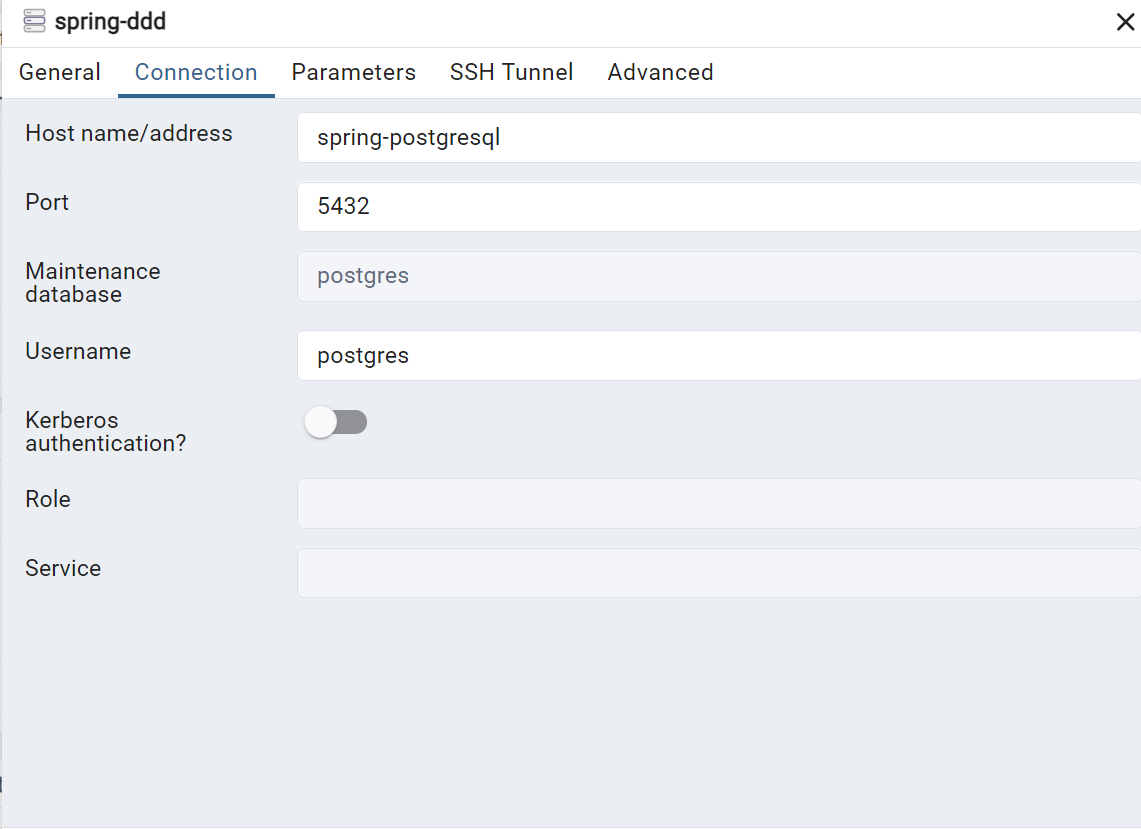 spring-ddd
General Connection Parameters SSH Tunnel Advanced
Host name/address spring-postgresql
Port 5432
Maintenance
database
postgres
Username postgres
Kerberos
authentication?
Role
Service